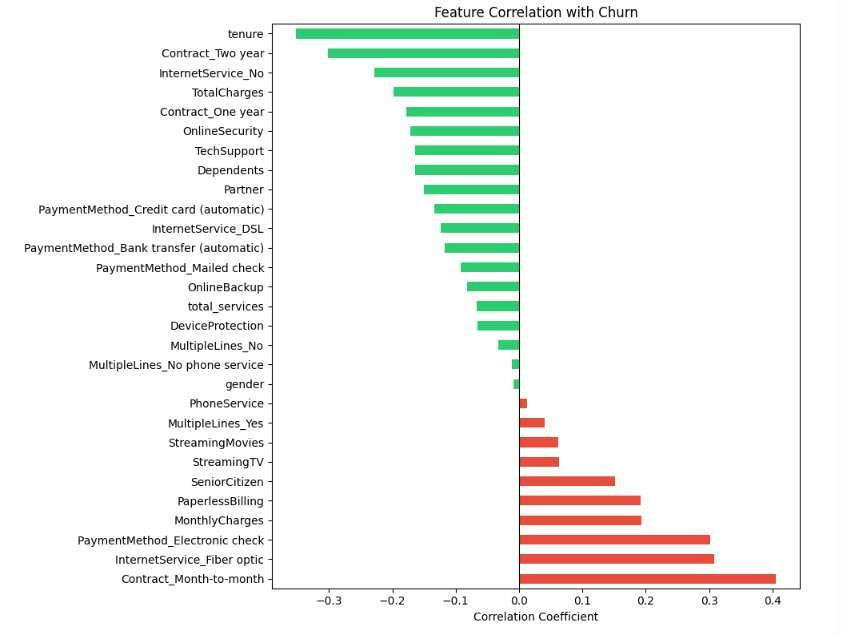 Feature Correlation with Churn
tenure
Contract_Two year
InternetService_No
TotalCharges
Contract_One year
OnlineSecurity
TechSupport
Dependents
Partner
PaymentMethod_Credit card (automatic)
InternetService_DSL
PaymentMethod_Bank transfer (automatic)
PaymentMethod_Mailed check
OnlineBackup
total_services
DeviceProtection
MultipleLines_No
MultipleLines_No phone service
gender
PhoneService
MultipleLines_Yes
StreamingMovies
StreamingTV
SeniorCitizen
PaperlessBilling
MonthlyCharges
PaymentMethod_Electronic check
InternetService_Fiber optic
Contract_Month-to-month
−0.3 −0.2 −0.1 0.0 0.1 0.2 0.3 0.4
Correlation Coefficient